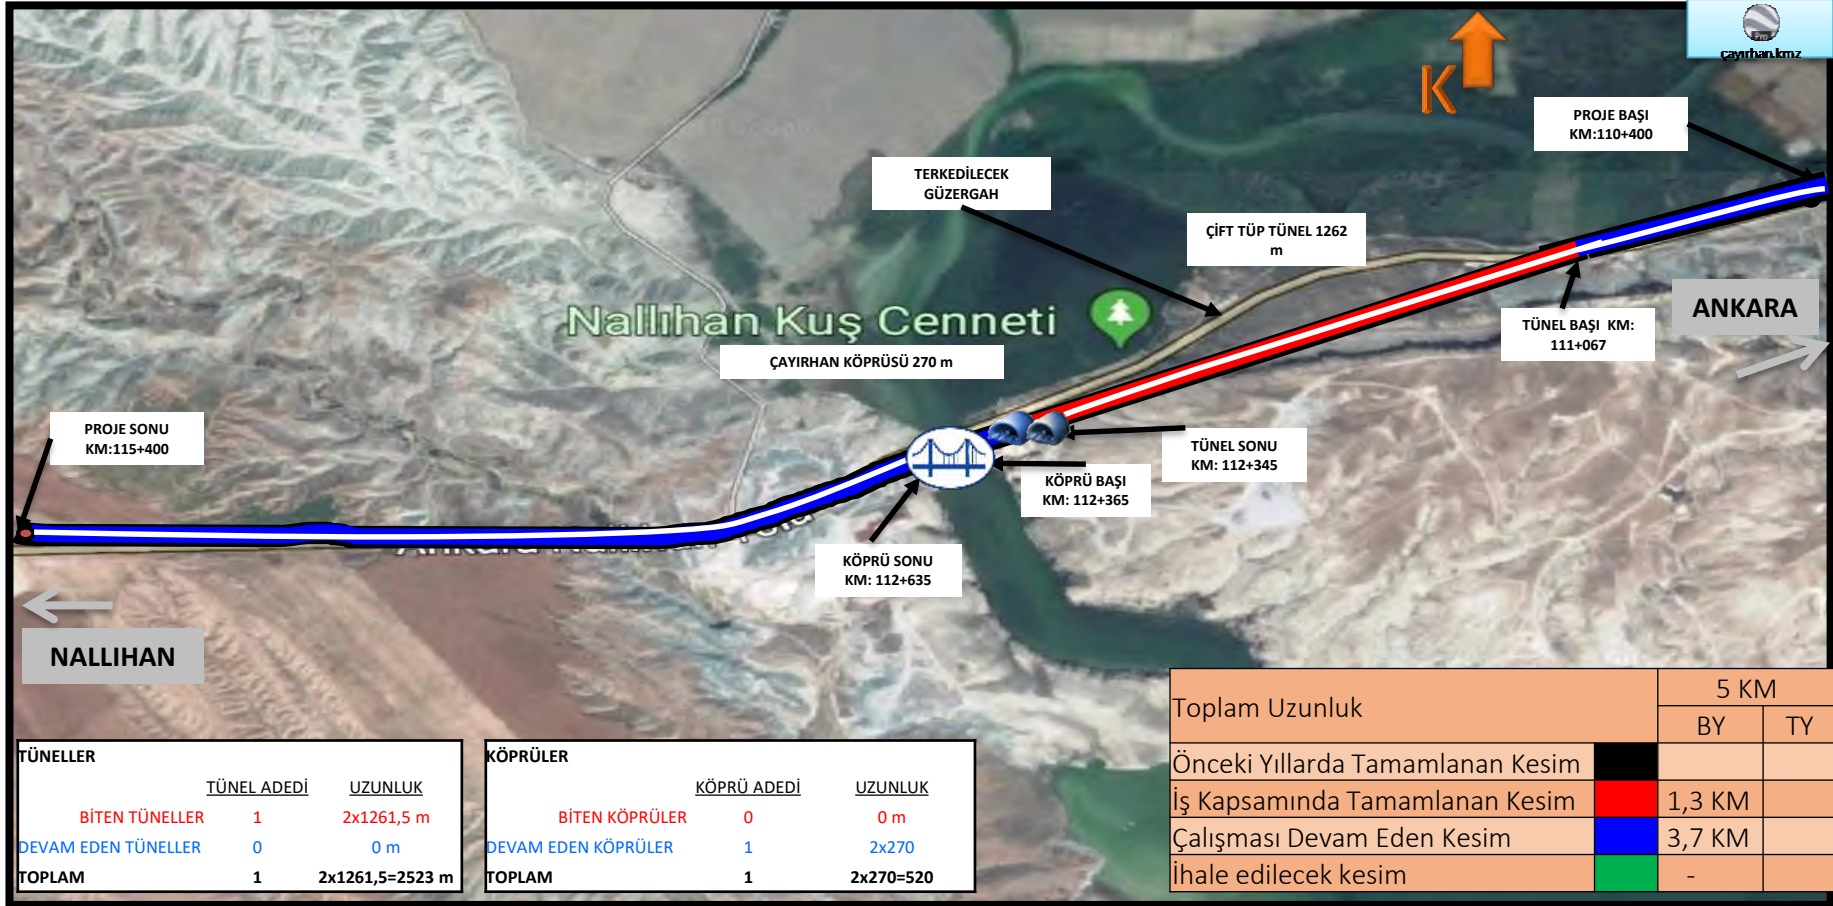 çayırhan.kmz
K
PROJE BAŞI
KM:110+400
TERKEDİLECEK
GÜZERGAH
ÇİFT TÜP TÜNEL 1262
m
ANKARA
TÜNEL BAŞI  KM:
111+067
Nallıhan Kuş Cenneti
ÇAYIRHAN KÖPRÜSÜ 270 m
PROJE SONU
KM:115+400
TÜNEL SONU
KM: 112+345
KÖPRÜ BAŞI
KM: 112+365
KÖPRÜ SONU
KM: 112+635
NALLIHAN
TÜNELLER
TÜNEL ADEDİ UZUNLUK
BİTEN TÜNELLER 1 2x1261,5 m
DEVAM EDEN TÜNELLER 0 0 m
TOPLAM 1 2x1261,5=2523 m
KÖPRÜLER
KÖPRÜ ADEDİ UZUNLUK
BİTEN KÖPRÜLER 0 0 m
DEVAM EDEN KÖPRÜLER 1 2x270
TOPLAM 1 2x270=520
Toplam Uzunluk 5 KM
BY TY
Önceki Yıllarda Tamamlanan Kesim
İş Kapsamında Tamamlanan Kesim 1,3 KM
Çalışması Devam Eden Kesim 3,7 KM
İhale edilecek kesim -